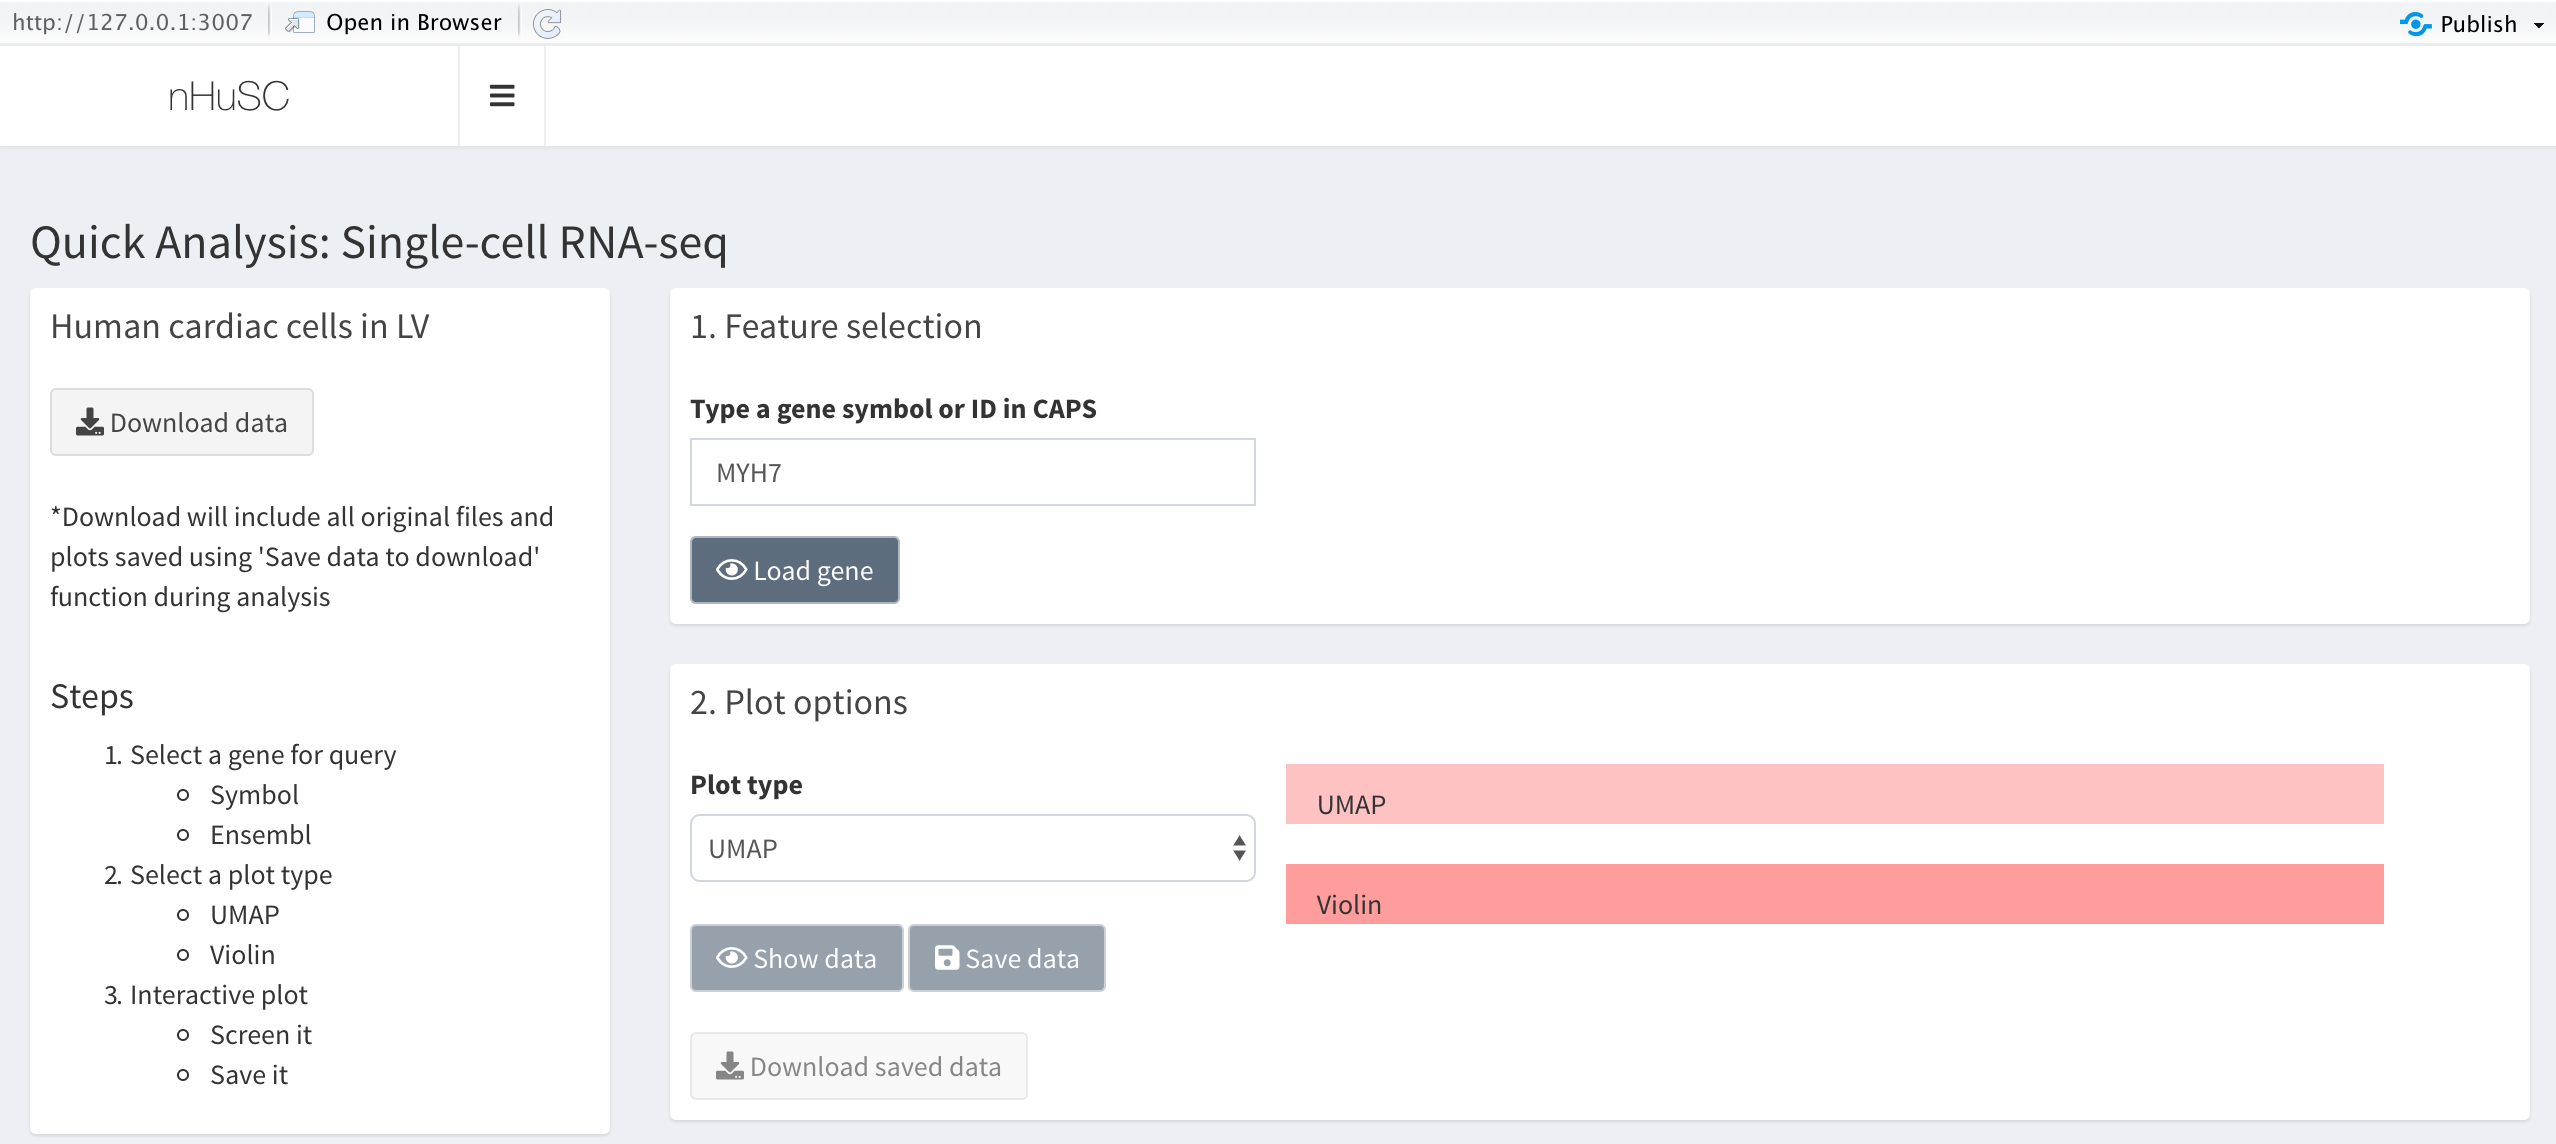 http://127.0.0.1:3007 Open in Browser Publish
nHuSC
Quick Analysis: Single-cell RNA-seq
Human cardiac cells in LV
Download data
*Download will include all original files and
plots saved using 'Save data to download'
function during analysis
Steps
1. Select a gene for query
Symbol
Ensembl
2. Select a plot type
UMAP
Violin
3. Interactive plot
Screen it
Save it
1. Feature selection
Type a gene symbol or ID in CAPS
MYH7
Load gene
2. Plot options
Plot type
UMAP
Show data Save data
Download saved data
UMAP
Violin